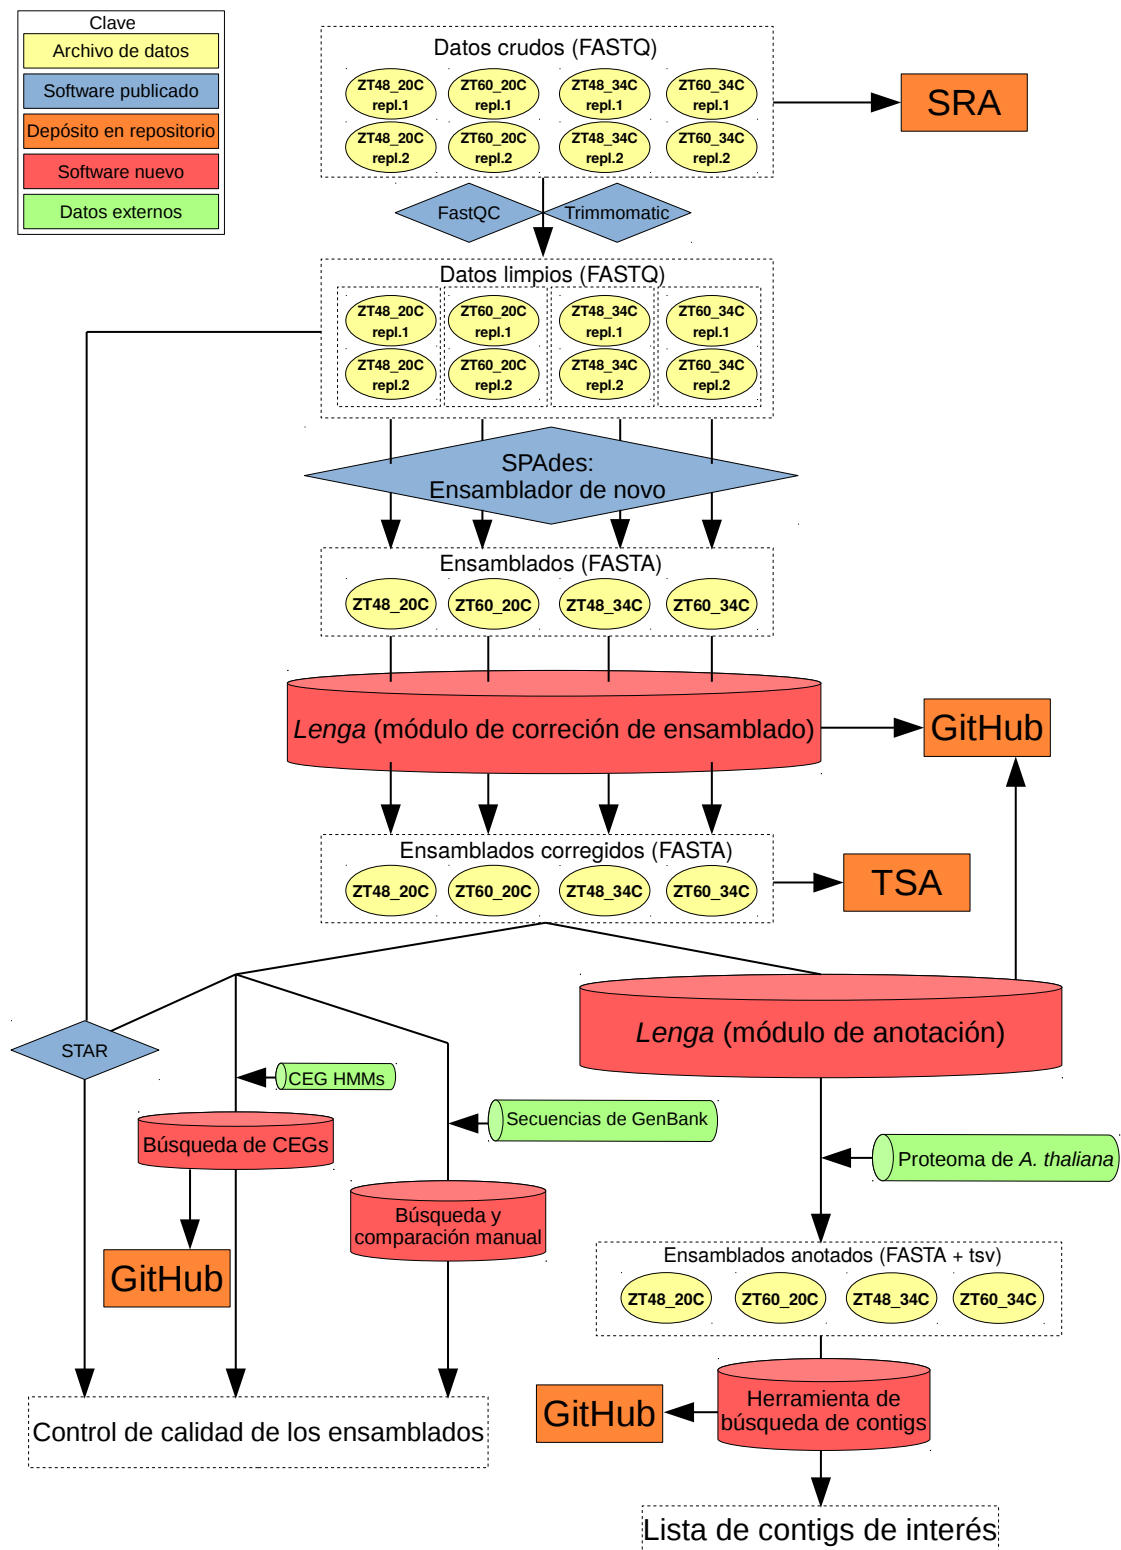 Clave
Archivo de datos
Software publicado
Depósito en repositorio
Software nuevo
Datos externos
Datos crudos (FASTQ)
ZT48_20C
repl.1
ZT60_20C
repl.1
ZT48_34C
repl.1
ZT60_34C
repl.1
ZT48_20C
repl.2
ZT60_20C
repl.2
ZT48_34C
repl.2
ZT60_34C
repl.2
SRA
FastQC
Trimmomatic
Datos limpios (FASTQ)
ZT48_20C
repl.1
ZT60_20C
repl.1
ZT48_34C
repl.1
ZT60_34C
repl.1
ZT48_20C
repl.2
ZT60_20C
repl.2
ZT48_34C
repl.2
ZT60_34C
repl.2
SPAdes:
Ensamblador de novo
Ensamblados (FASTA)
ZT48_20C
ZT60_20C
ZT48_34C
ZT60_34C
Lenga (módulo de correción de ensamblado)
GitHub
Ensamblados corregidos (FASTA)
ZT48_20C
ZT60_20C
ZT48_34C
ZT60_34C
TSA
Lenga (módulo de anotación)
STAR
CEG HMMs
Secuencias de GenBank
Búsqueda de CEGs
Proteoma de A. thaliana
Búsqueda y
comparación manual
GitHub
Ensamblados anotados (FASTA + tsv)
ZT48_20C
ZT60_20C
ZT48_34C
ZT60_34C
Herramienta de
búsqueda de contigs
GitHub
Control de calidad de los ensamblados
Lista de contigs de interés